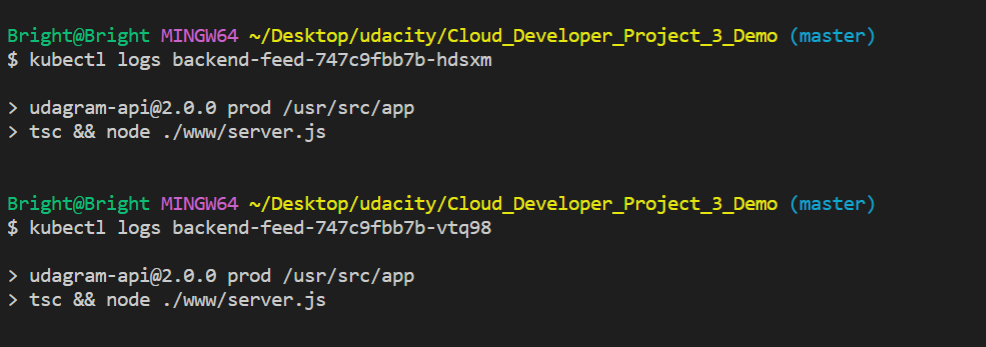 Bright@Bright MINGW64 ~/Desktop/udacity/Cloud_Developer_Project_3_Demo (master)
$ kubectl logs backend-feed-747c9fbb7b-hdsxm
> udagram-api@2.0.0 prod /usr/src/app
> tsc && node ./www/server.js
Bright@Bright MINGW64 ~/Desktop/udacity/Cloud_Developer_Project_3_Demo (master)
$ kubectl logs backend-feed-747c9fbb7b-vtq98
> udagram-api@2.0.0 prod /usr/src/app
> tsc && node ./www/server.js